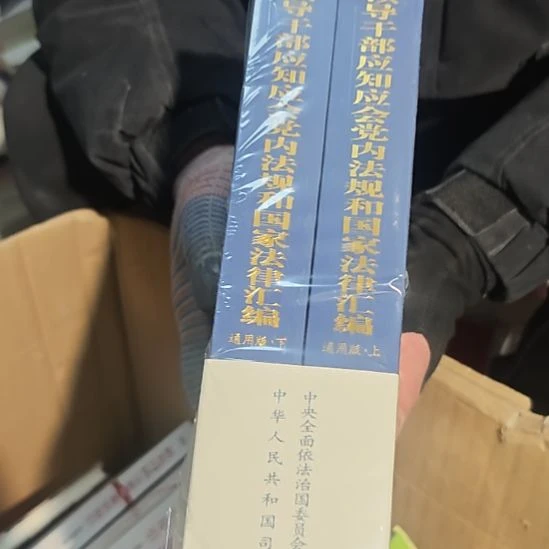 导干部应知应会党内法规和国家法律汇编
通用版·上
导干部应知应会党内法规和国家法律汇编
通用版·下
中央全面依法治国委员会
中华人民共和国司